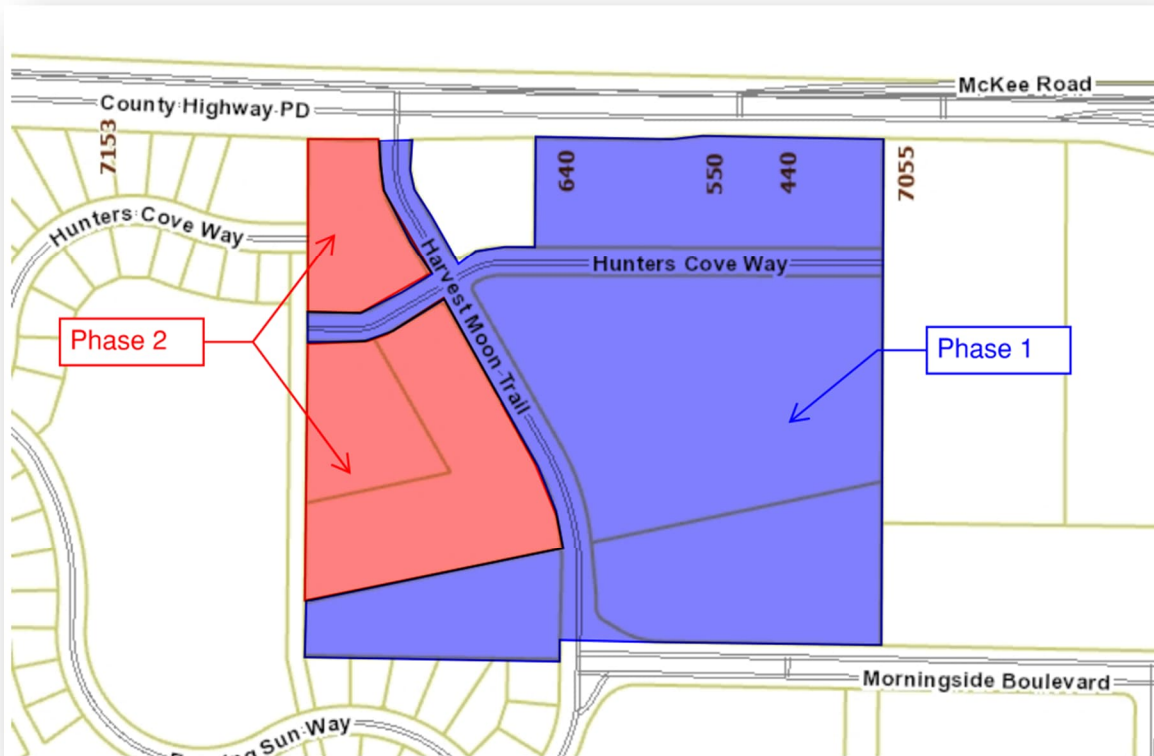 McKee Road
County Highway PD
7153
640
550
440
7055
Hunters Cove Way
Hunters Cove Way
Harvest Moon Trail
Phase 2
Phase 1
Morningside Boulevard
Sun Way